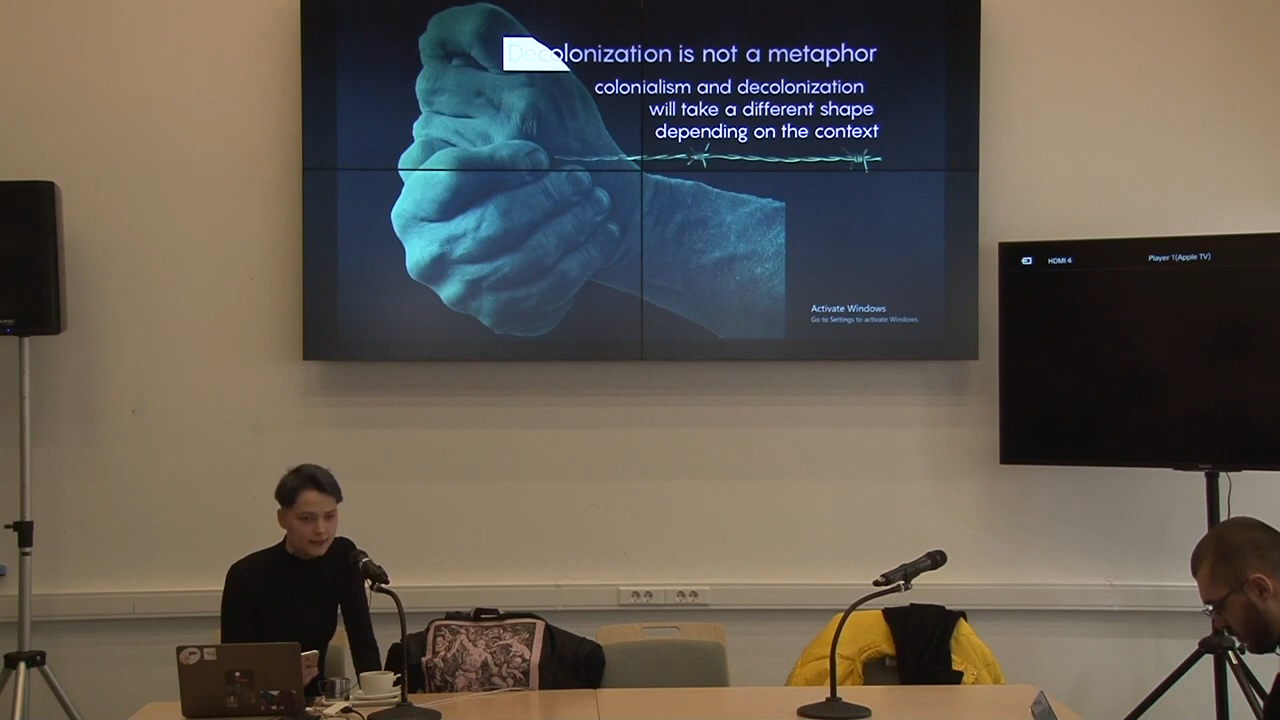 Decolonization is not a metaphor
colonialism and decolonization
will take a different shape
depending on the context
Activate Windows
Go to Settings to activate Windows.
HDMI 4
Player 1(Apple TV)